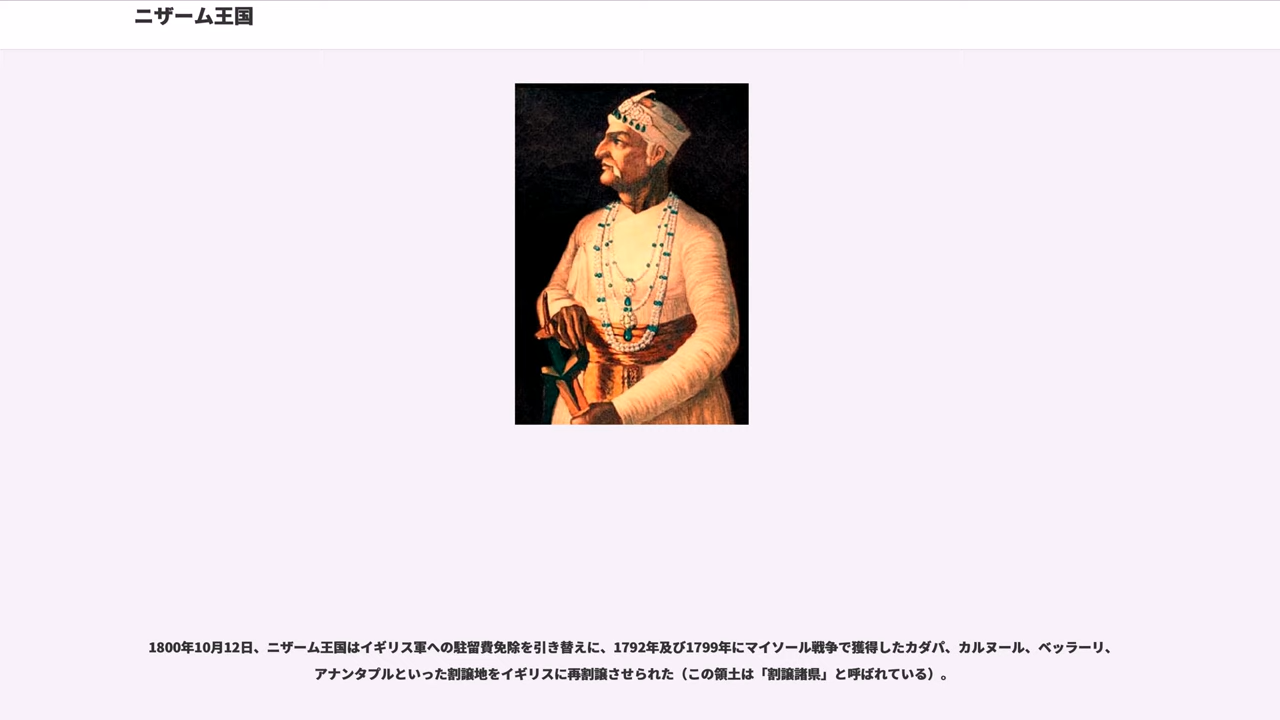 ニザーム王国
1800年10月12日、ニザーム王国はイギリス軍への駐留費免除を引き替えに、1792年及び1799年にマイソール戦争で獲得したカダパ、カルヌール、ベッラーリ、
アナンタプルといった割譲地をイギリスに再割譲させられた（この領土は「割譲諸県」と呼ばれている）。